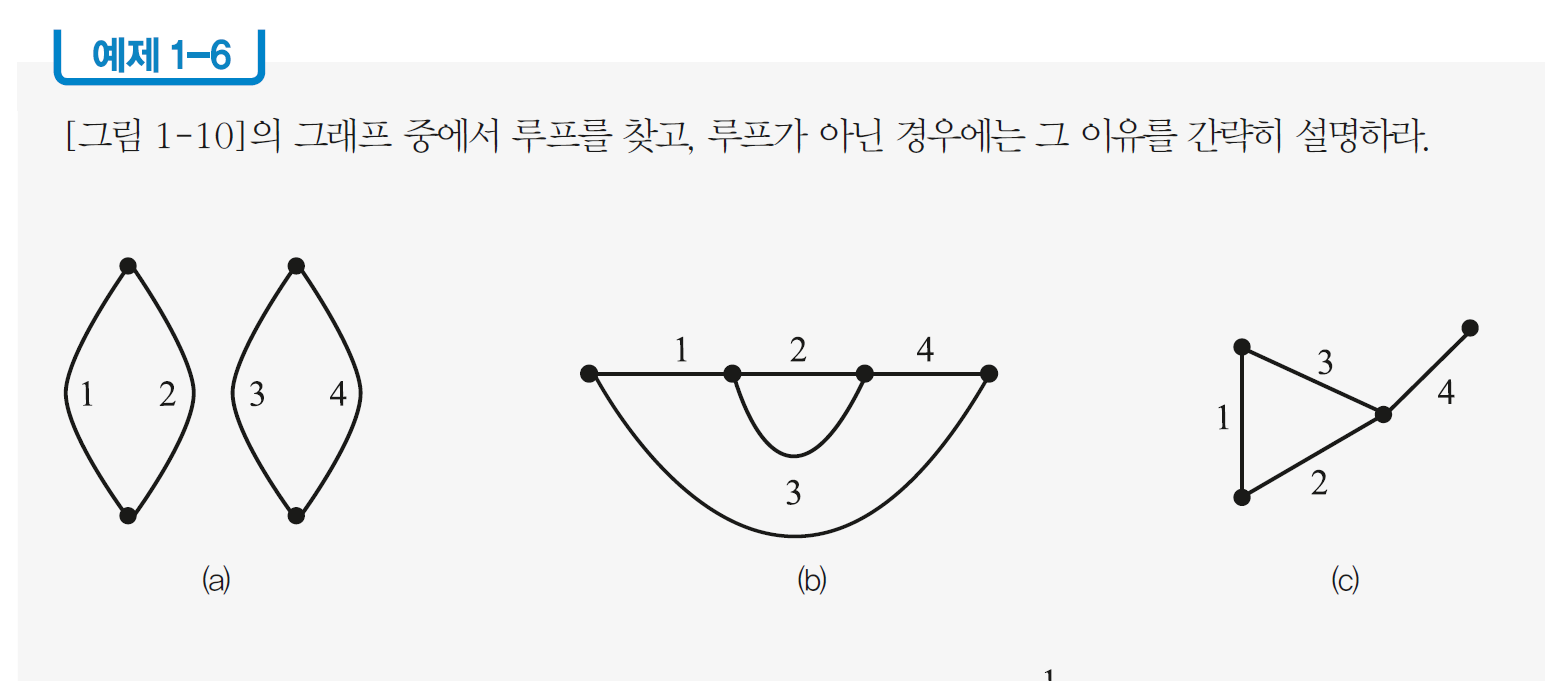 예제 1–6
[그림 1-10]의 그래프 중에서 루프를 찾고, 루프가 아닌 경우에는 그 이유를 간략히 설명하라.
1 2 3 4
(a)
1 2 4
3
(b)
3
4
1
2
(c)
1